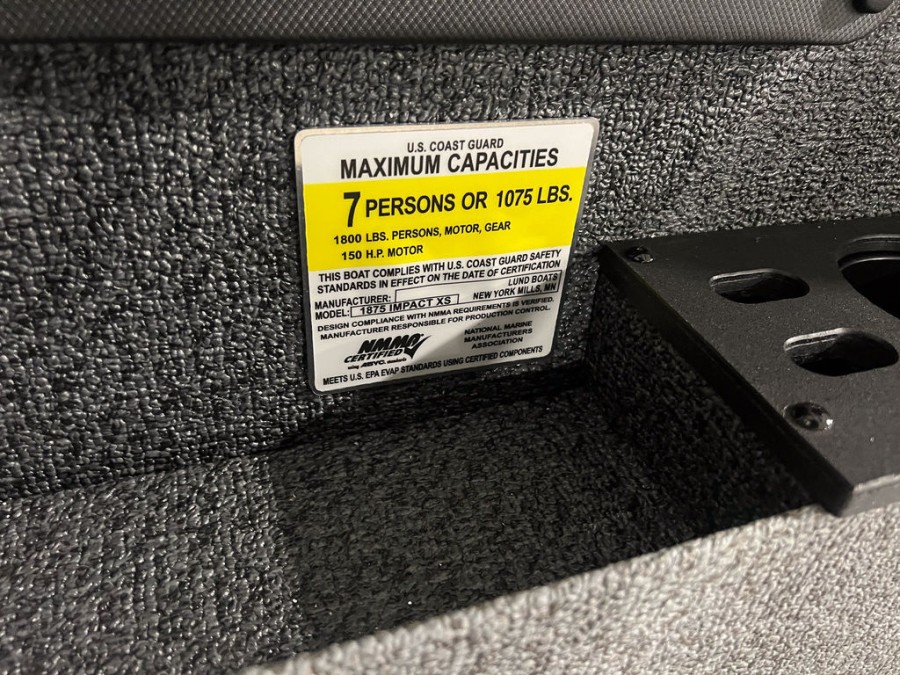 U.S. COAST GUARD
MAXIMUM CAPACITIES
7 PERSONS OR 1075 LBS.
1800 LBS. PERSONS, MOTOR, GEAR
150 H.P. MOTOR
THIS BOAT COMPLIES WITH U.S. COAST GUARD SAFETY
STANDARDS IN EFFECT ON THE DATE OF CERTIFICATION
MANUFACTURER: LUND BOATS
NEW YORK MILLS, MN
MODEL: 1875 IMPACT XS
DESIGN COMPLIANCE WITH NMMA REQUIREMENTS IS VERIFIED.
MANUFACTURER RESPONSIBLE FOR PRODUCTION CONTROL.
NMMA
CERTIFIED
using ABYC standards
NATIONAL MARINE
MANUFACTURERS
ASSOCIATION
MEETS U.S. EPA EVAP STANDARDS USING CERTIFIED COMPONENTS